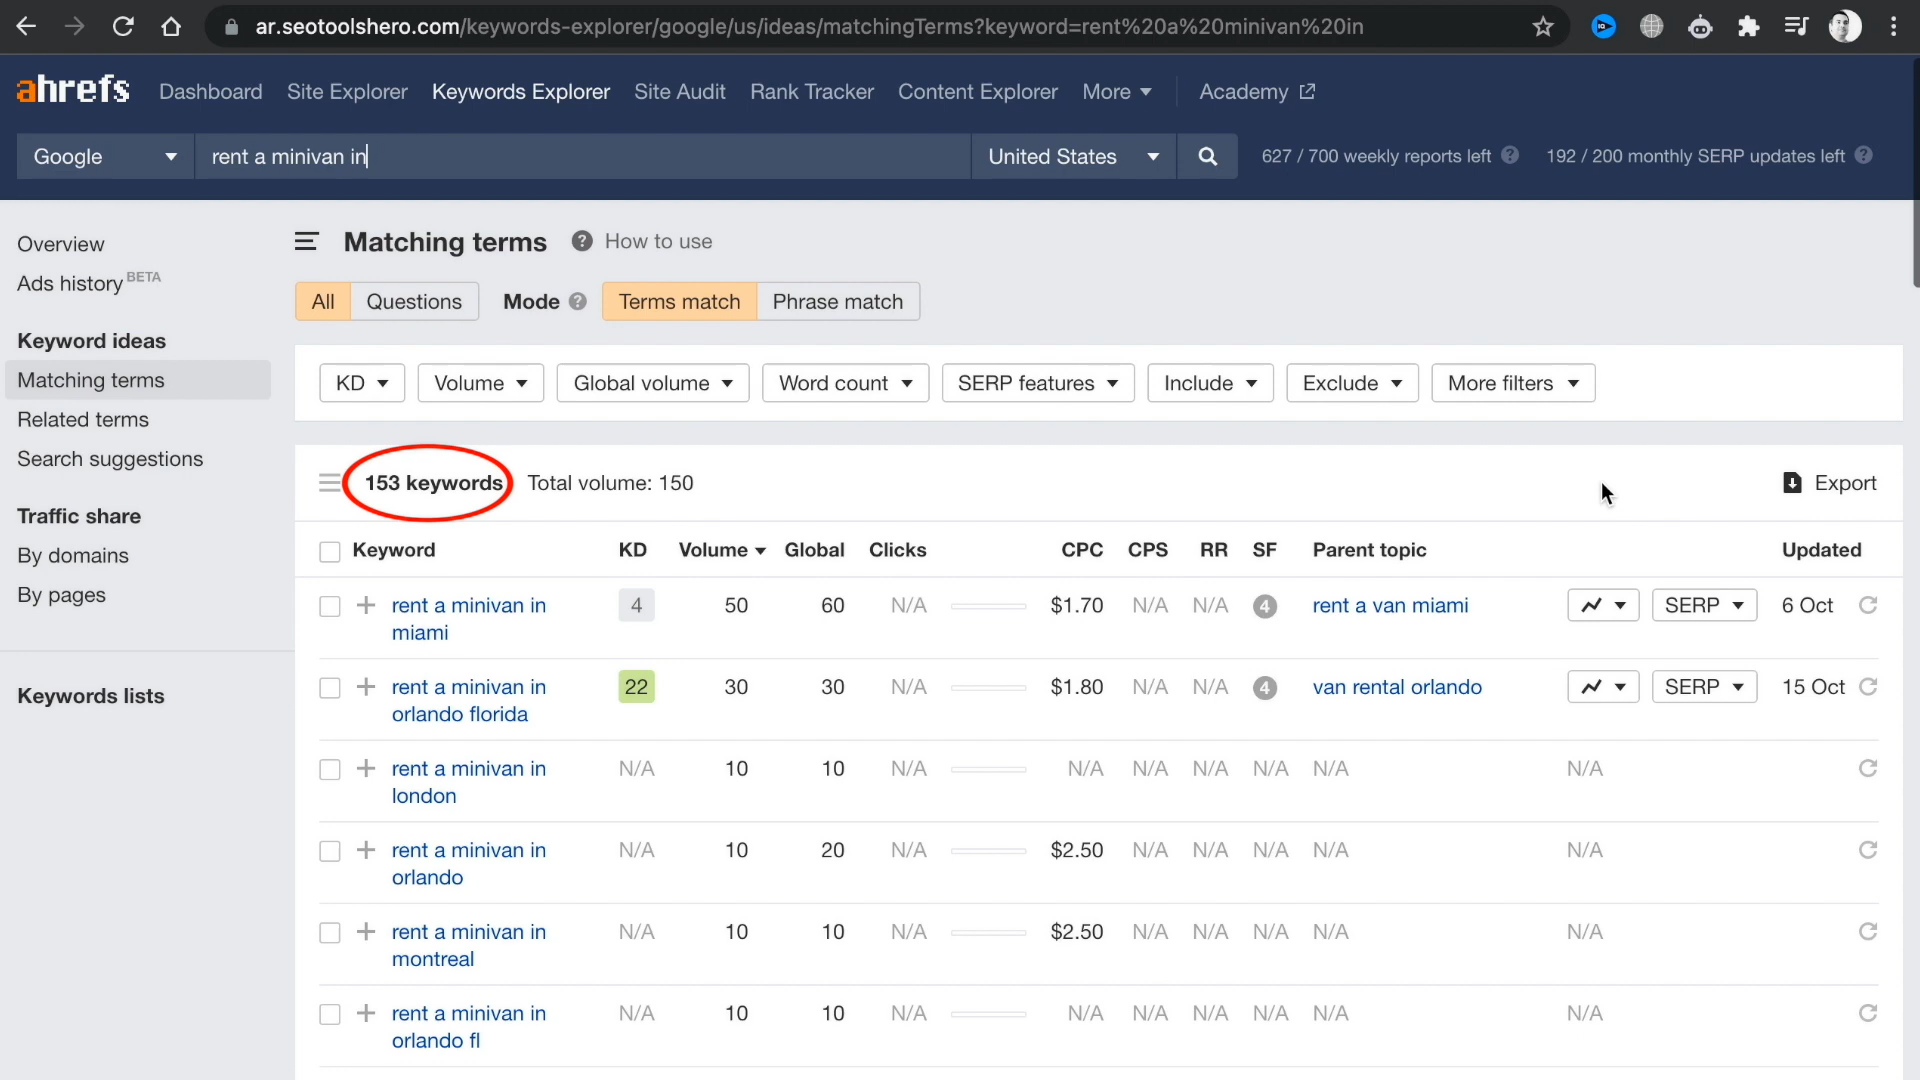 ar.seotoolshero.com/keywords-explorer/google/us/ideas/matchingTerms?keyword=rent%20a%20minivan%20in
ahrefs Dashboard Site Explorer Keywords Explorer Site Audit Rank Tracker Content Explorer More Academy
Google rent a minivan in United States 627 / 700 weekly reports left ? 192 / 200 monthly SERP updates left ?
Overview
Ads history BETA
Keyword ideas
Matching terms
Related terms
Search suggestions
Traffic share
By domains
By pages
Keywords lists
Matching terms ? How to use
All Questions Mode ? Terms match Phrase match
KD Volume Global volume Word count SERP features Include Exclude More filters
153 keywords Total volume: 150 Export
Keyword KD Volume Global Clicks CPC CPS RR SF Parent topic Updated
rent a minivan in 4 50 60 N/A $1.70 N/A N/A 4 rent a van miami SERP 6 Oct
miami
rent a minivan in 22 30 30 N/A $1.80 N/A N/A 4 van rental orlando SERP 15 Oct
orlando florida
rent a minivan in N/A 10 10 N/A N/A N/A N/A N/A N/A N/A
london
rent a minivan in N/A 10 20 N/A $2.50 N/A N/A N/A N/A N/A
orlando
rent a minivan in N/A 10 10 N/A $2.50 N/A N/A N/A N/A N/A
montreal
rent a minivan in N/A 10 10 N/A N/A N/A N/A N/A N/A N/A
orlando fl